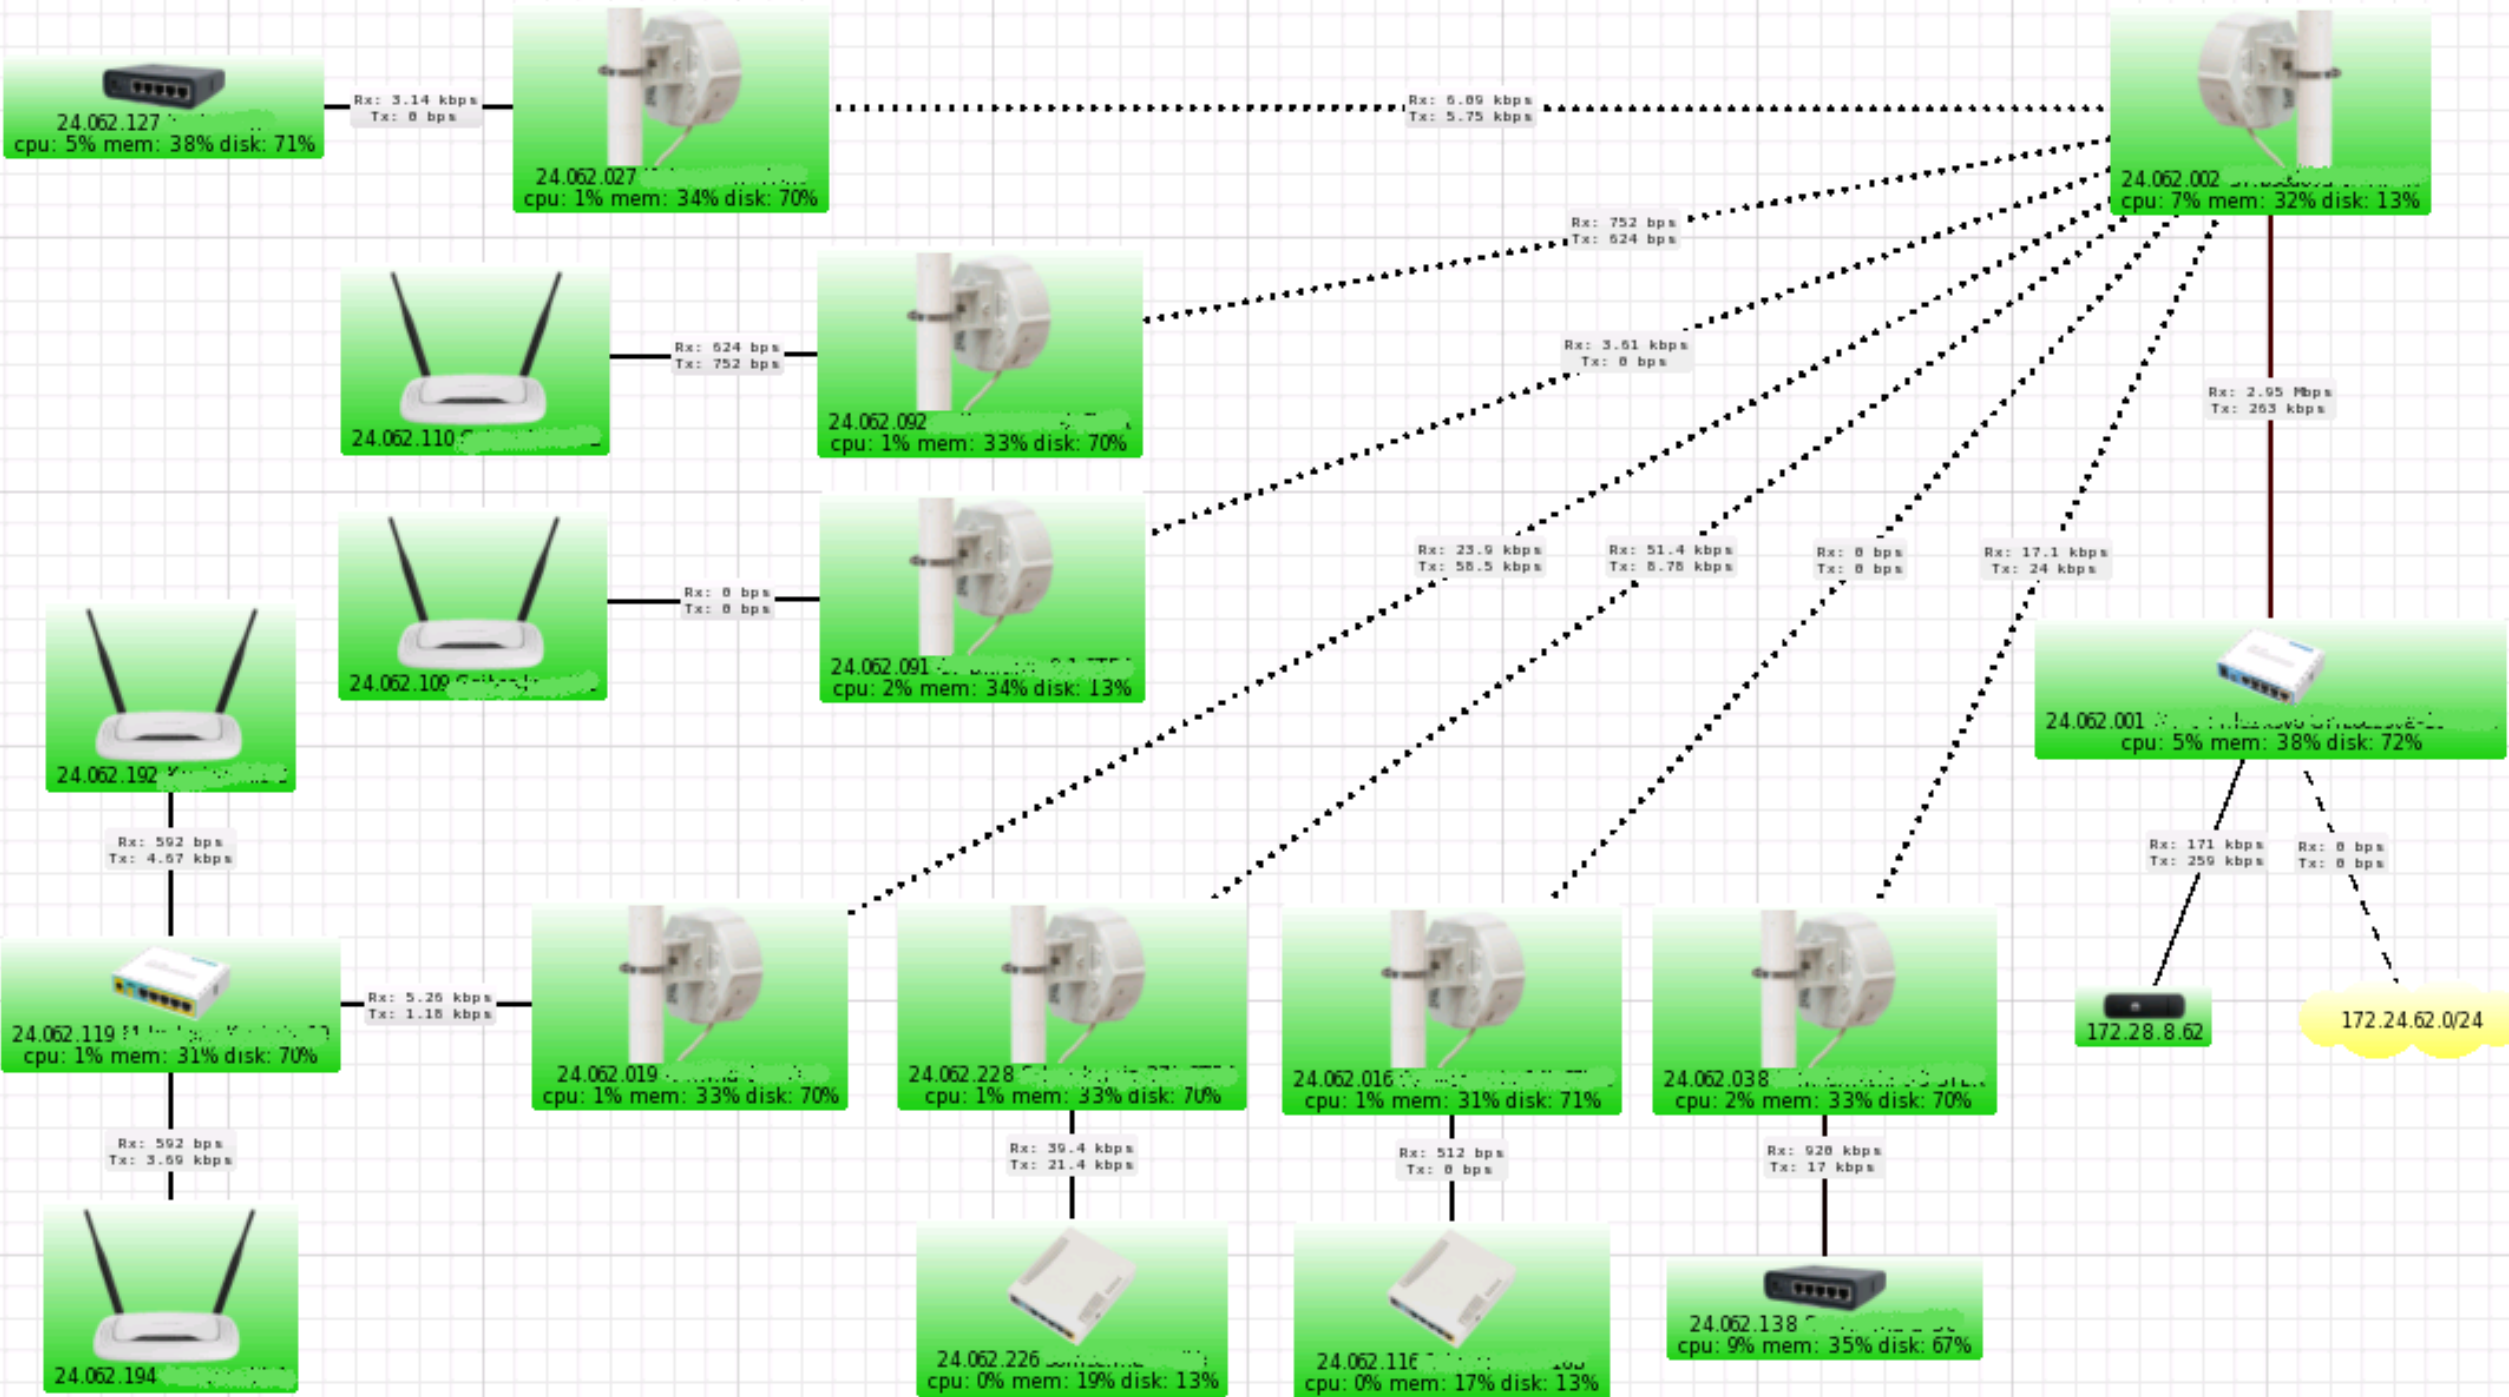 24.062.127
cpu: 5% mem: 38% disk: 71%
Rx: 3.14 kbps
Tx: 0 bps
24.062.027
cpu: 1% mem: 34% disk: 70%
Rx: 6.09 kbps
Tx: 5.75 kbps
24.062.002
cpu: 7% mem: 32% disk: 13%
Rx: 752 bps
Tx: 624 bps
24.062.110
Rx: 624 bps
Tx: 752 bps
24.062.092
cpu: 1% mem: 33% disk: 70%
Rx: 3.61 kbps
Tx: 0 bps
Rx: 2.95 Mbps
Tx: 263 kbps
24.062.109
Rx: 0 bps
Tx: 0 bps
24.062.091
cpu: 2% mem: 34% disk: 13%
Rx: 23.9 kbps
Tx: 58.5 kbps
Rx: 51.4 kbps
Tx: 8.78 kbps
Rx: 0 bps
Tx: 0 bps
Rx: 17.1 kbps
Tx: 24 kbps
24.062.001
cpu: 5% mem: 38% disk: 72%
24.062.192
Rx: 592 bps
Tx: 4.67 kbps
Rx: 171 kbps
Tx: 259 kbps
Rx: 0 bps
Tx: 0 bps
24.062.119
cpu: 1% mem: 31% disk: 70%
Rx: 5.26 kbps
Tx: 1.18 kbps
24.062.019
cpu: 1% mem: 33% disk: 70%
24.062.228
cpu: 1% mem: 33% disk: 70%
24.062.016
cpu: 1% mem: 31% disk: 71%
24.062.038
cpu: 2% mem: 33% disk: 70%
172.28.8.62
172.24.62.0/24
Rx: 592 bps
Tx: 3.69 kbps
Rx: 39.4 kbps
Tx: 21.4 kbps
Rx: 512 bps
Tx: 0 bps
Rx: 920 kbps
Tx: 17 kbps
24.062.194
24.062.226
cpu: 0% mem: 19% disk: 13%
24.062.116
cpu: 0% mem: 17% disk: 13%
24.062.138
cpu: 9% mem: 35% disk: 67%